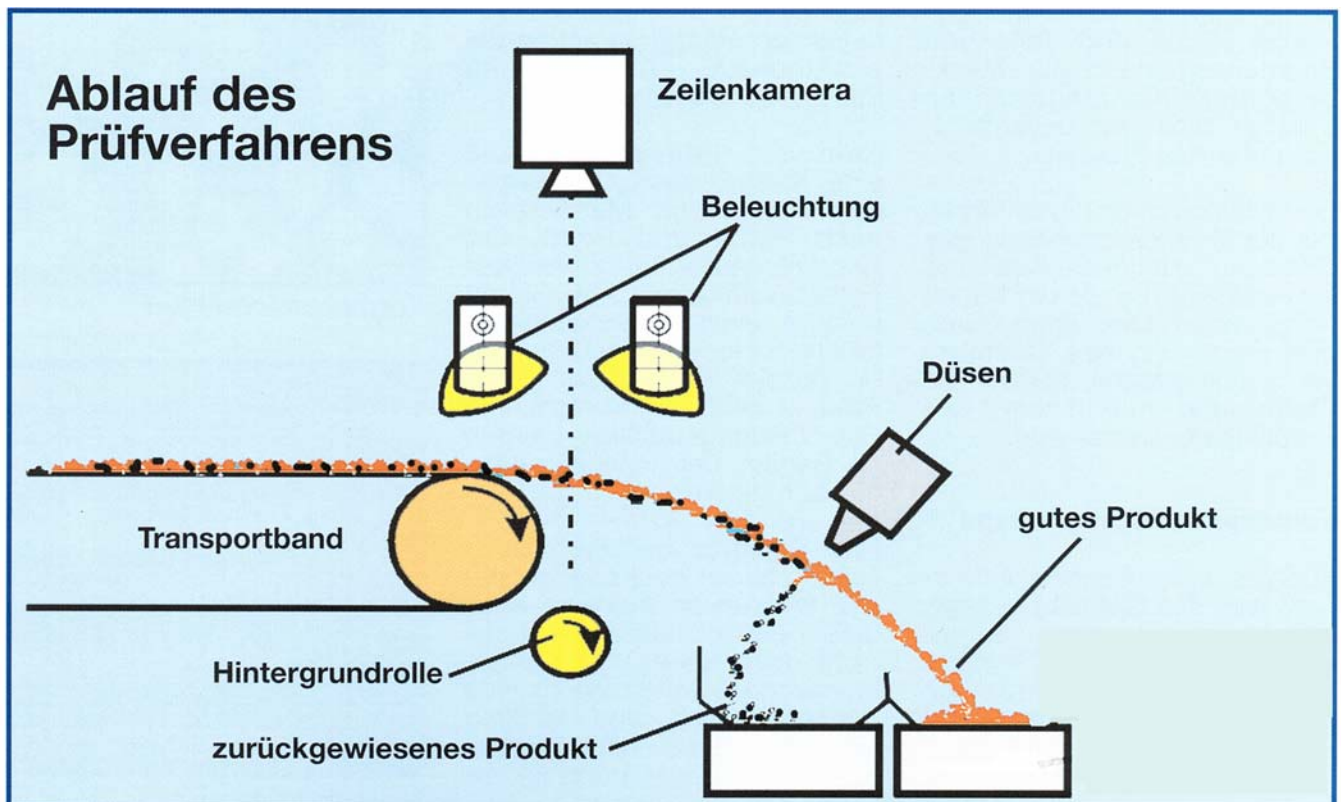 Ablauf des
Prüfverfahrens
Zeilenkamera
Beleuchtung
Düsen
gutes Produkt
Transportband
Hintergrundrolle
zurückgewiesenes Produkt